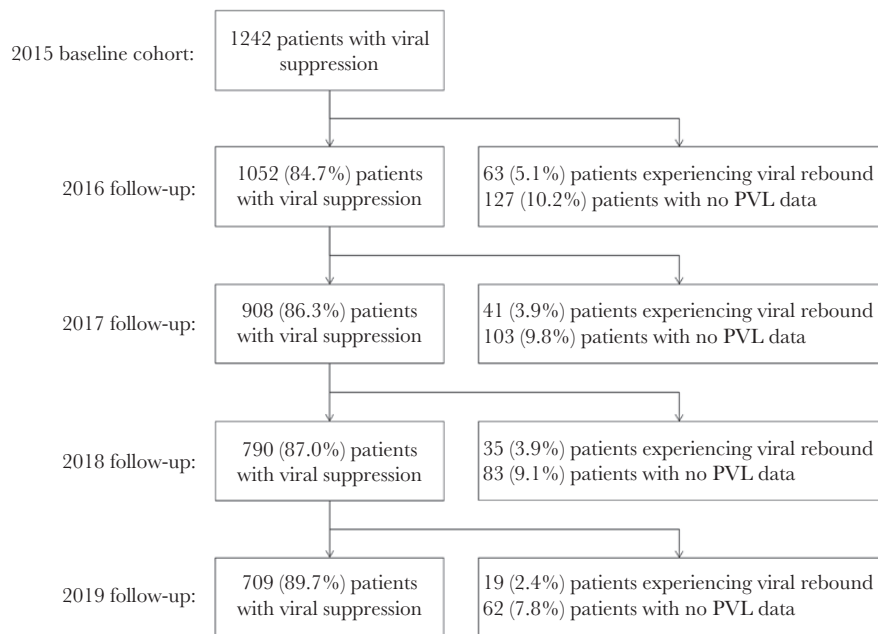 2015 baseline cohort:
1242 patients with viral
suppression
2016 follow-up:
1052 (84.7%) patients
with viral suppression
63 (5.1%) patients experiencing viral rebound
127 (10.2%) patients with no PVL data
2017 follow-up:
908 (86.3%) patients
with viral suppression
41 (3.9%) patients experiencing viral rebound
103 (9.8%) patients with no PVL data
2018 follow-up:
790 (87.0%) patients
with viral suppression
35 (3.9%) patients experiencing viral rebound
83 (9.1%) patients with no PVL data
2019 follow-up:
709 (89.7%) patients
with viral suppression
19 (2.4%) patients experiencing viral rebound
62 (7.8%) patients with no PVL data